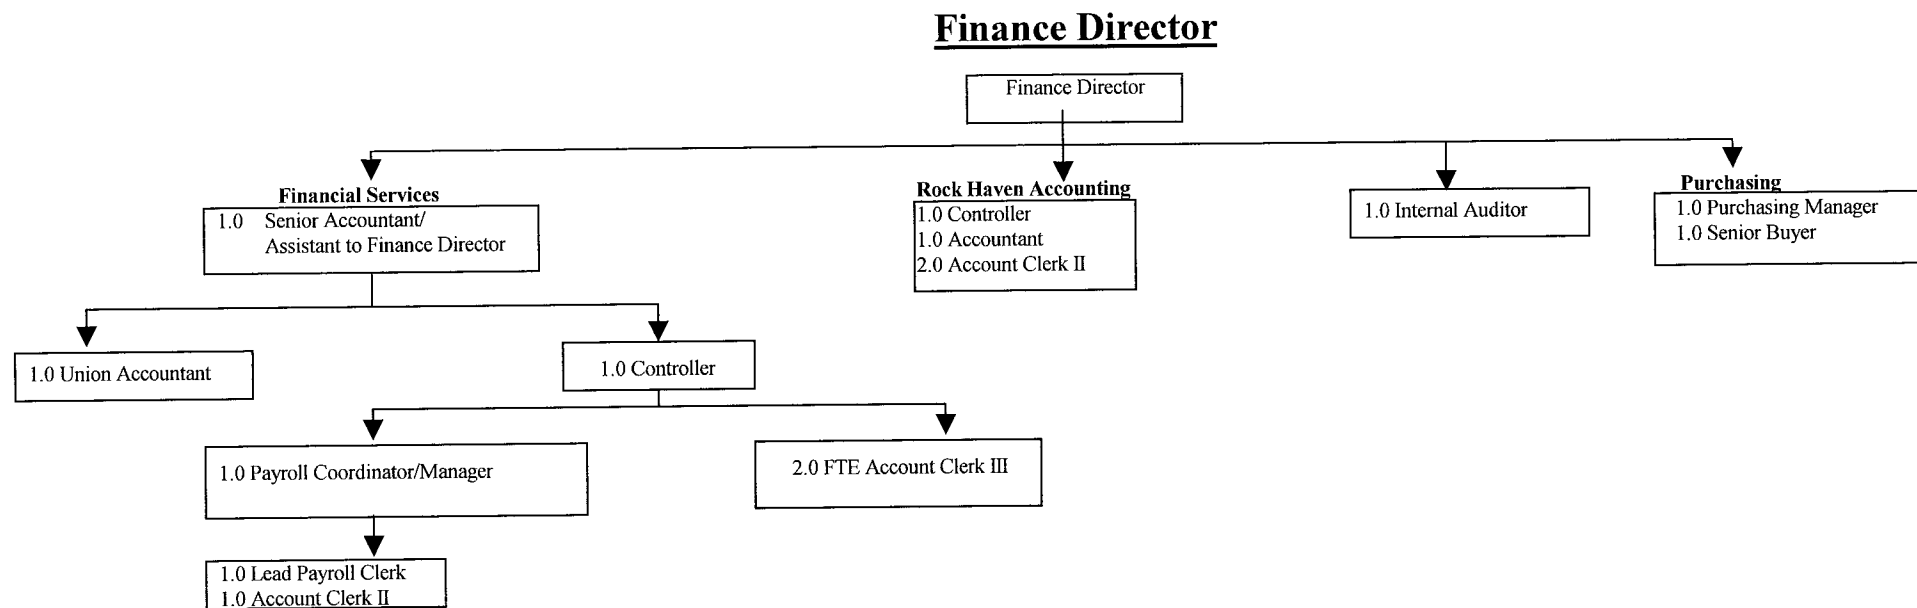 Finance Director
Finance Director
Financial Services
1.0 Senior Accountant/
Assistant to Finance Director
Rock Haven Accounting
1.0 Controller
1.0 Accountant
2.0 Account Clerk II
1.0 Internal Auditor
Purchasing
1.0 Purchasing Manager
1.0 Senior Buyer
1.0 Union Accountant
1.0 Controller
1.0 Payroll Coordinator/Manager
2.0 FTE Account Clerk III
1.0 Lead Payroll Clerk
1.0 Account Clerk II